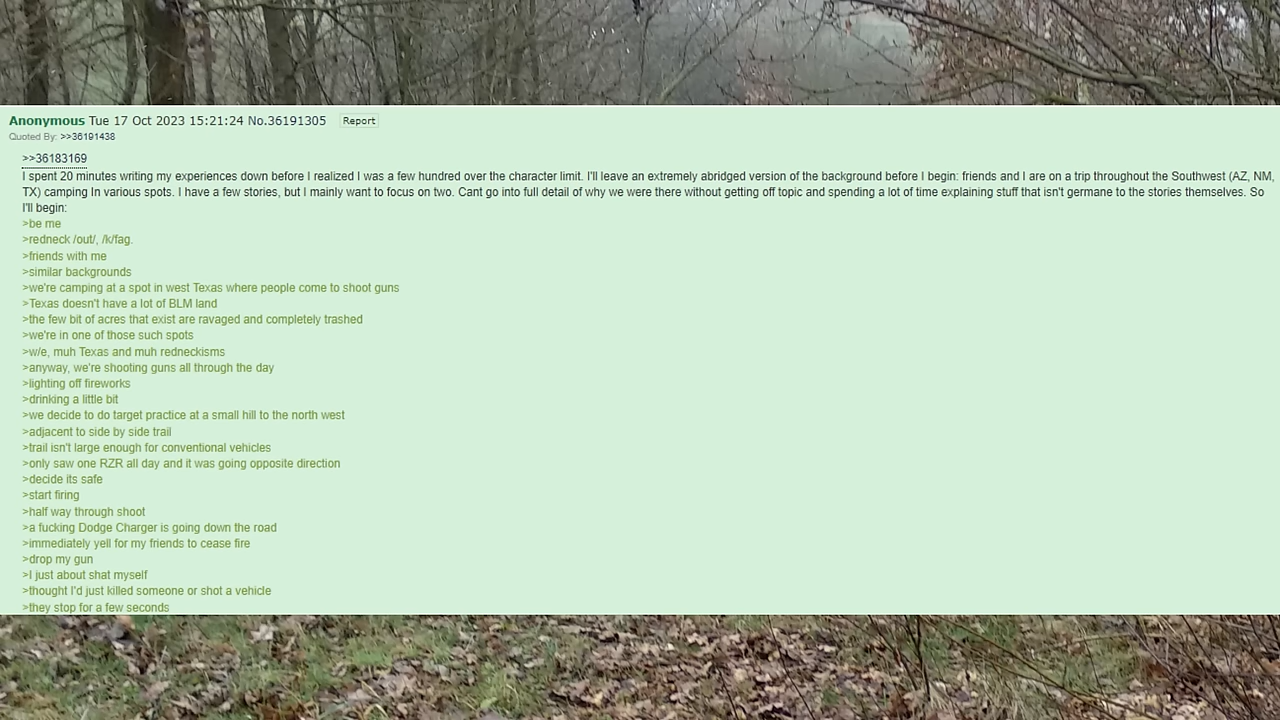 Anonymous Tue 17 Oct 2023 15:21:24 No.36191305 Report
Quoted By: >>36191438
>>36183169
I spent 20 minutes writing my experiences down before I realized I was a few hundred over the character limit. I'll leave an extremely abridged version of the background before I begin: friends and I are on a trip throughout the Southwest (AZ, NM,
TX) camping In various spots. I have a few stories, but I mainly want to focus on two. Cant go into full detail of why we were there without getting off topic and spending a lot of time explaining stuff that isn't germane to the stories themselves. So
I'll begin:
>be me
>redneck /out/, /k/fag.
>friends with me
>similar backgrounds
>we're camping at a spot in west Texas where people come to shoot guns
>Texas doesn't have a lot of BLM land
>the few bit of acres that exist are ravaged and completely trashed
>we're in one of those such spots
>w/e, muh Texas and muh redneckisms
>anyway, we're shooting guns all through the day
>lighting off fireworks
>drinking a little bit
>we decide to do target practice at a small hill to the north west
>adjacent to side by side trail
>trail isn't large enough for conventional vehicles
>only saw one RZR all day and it was going opposite direction
>decide its safe
>start firing
>half way through shoot
>a fucking Dodge Charger is going down the road
>immediately yell for my friends to cease fire
>drop my gun
>I just about shat myself
>thought I'd just killed someone or shot a vehicle
>they stop for a few seconds